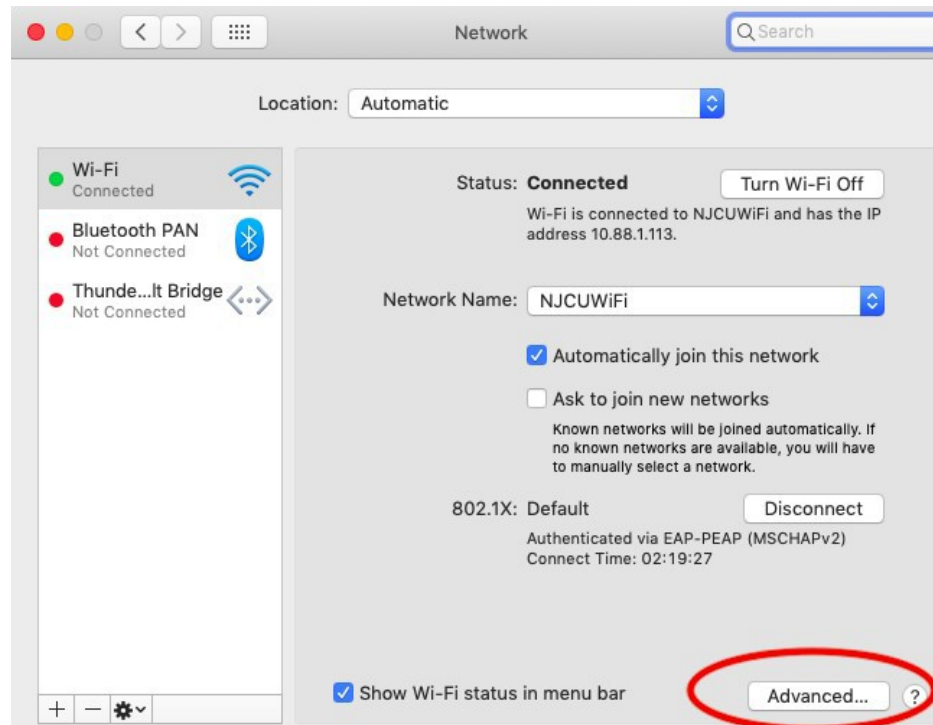 Network
Search
Location: Automatic
Wi-Fi
Connected
Bluetooth PAN
Not Connected
Thunde...lt Bridge
Not Connected
Status: Connected
Turn Wi-Fi Off
Wi-Fi is connected to NJCUWiFi and has the IP
address 10.88.1.113.
Network Name: NJCUWiFi
Automatically join this network
Ask to join new networks
Known networks will be joined automatically. If
no known networks are available, you will have
to manually select a network.
802.1X: Default
Disconnect
Authenticated via EAP-PEAP (MSCHAPv2)
Connect Time: 02:19:27
Show Wi-Fi status in menu bar
Advanced...
?